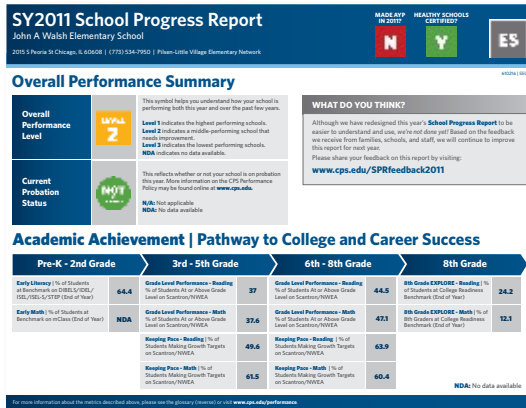 SY2011 School Progress Report
John A Walsh Elementary School
2015 S Peoria St Chicago, IL 60608 | (773) 534-7950 | Pilsen-Little Village Elementary Network
MADE AYP
IN 2011?
N
HEALTHY SCHOOLS
CERTIFIED?
Y
ES
Overall Performance Summary
Overall
Performance
Level
LEVEL
2
This symbol helps you understand how your school is
performing both this year and over the past few years.
Level 1 indicates the highest performing schools.
Level 2 indicates a middle-performing school that
needs improvement.
Level 3 indicates the lowest performing schools.
NDA indicates no data available.
Current
Probation
Status
NOT
This reflects whether or not your school is on probation
this year. More information on the CPS Performance
Policy may be found online at www.cps.edu.
N/A: Not applicable
NDA: No data available
WHAT DO YOU THINK?
Although we have redesigned this year's School Progress Report to be
easier to understand and use, we're not done yet! Based on the feedback
we receive from families, schools, and staff, we will continue to improve
this report for next year.
Please share your feedback on this report by visiting:
www.cps.edu/SPRfeedback2011
Academic Achievement | Pathway to College and Career Success
Pre-K - 2nd Grade
Early Literacy | % of Students
at Benchmark on DIBELS/IDEL/
ISEL/ISEL-S/STEP (End of Year)
64.4
Early Math | % of Students at
Benchmark on mClass (End of Year)
NDA
3rd - 5th Grade
Grade Level Performance - Reading
% of Students At or Above Grade
Level on Scantron/NWEA
37
Grade Level Performance - Math
% of Students At or Above Grade
Level on Scantron/NWEA
37.6
Keeping Pace - Reading | % of
Students Making Growth Targets
on Scantron/NWEA
49.6
Keeping Pace - Math | % of
Students Making Growth Targets
on Scantron/NWEA
61.5
6th - 8th Grade
Grade Level Performance - Reading
% of Students At or Above Grade
Level on Scantron/NWEA
44.5
Grade Level Performance - Math
% of Students At or Above Grade
Level on Scantron/NWEA
47.1
Keeping Pace - Reading | % of
Students Making Growth Targets
on Scantron/NWEA
63.9
Keeping Pace - Math | % of
Students Making Growth Targets
on Scantron/NWEA
60.4
8th Grade
8th Grade EXPLORE - Reading | %
of Students at College Readiness
Benchmark (End of Year)
24.2
8th Grade EXPLORE - Math | % of
8th Graders at College Readiness
Benchmark (End of Year)
12.1
NDA: No data available
For more information about the metrics described above, please see the glossary (reverse) or visit www.cps.edu/performance.